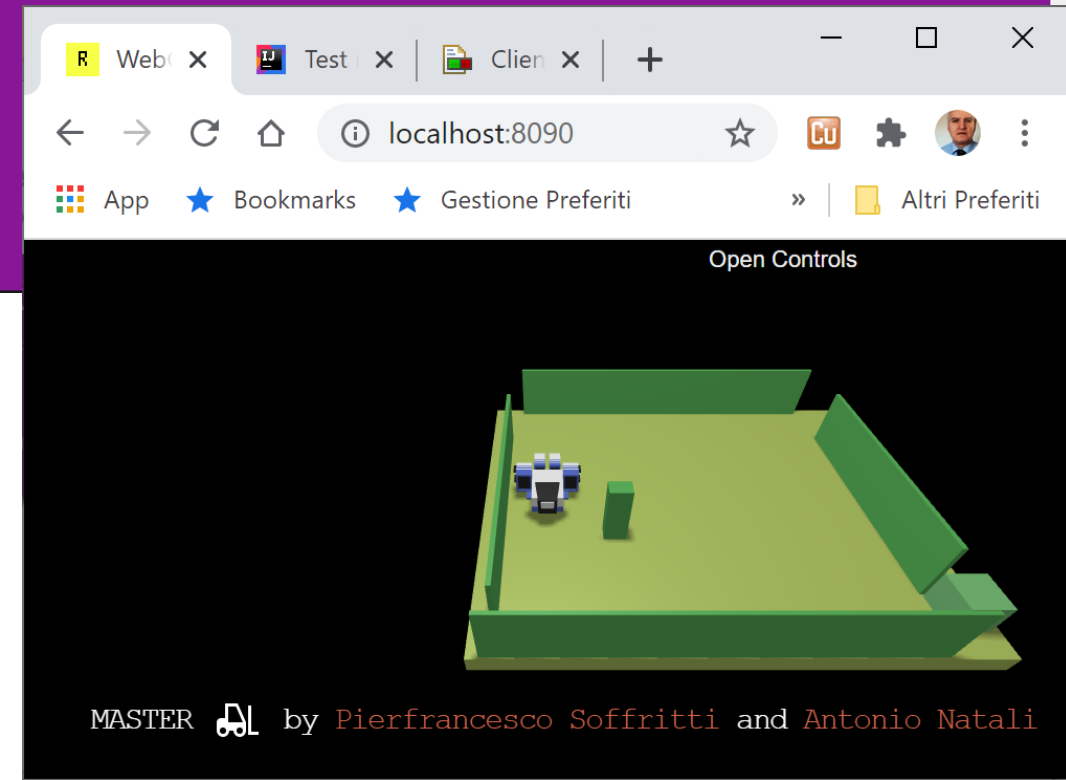 R Web Test Clien
localhost:8090 Cu
App Bookmarks Gestione Preferiti » Altri Preferiti
Open Controls
MASTER by Pierfrancesco Soffritti and Antonio Natali